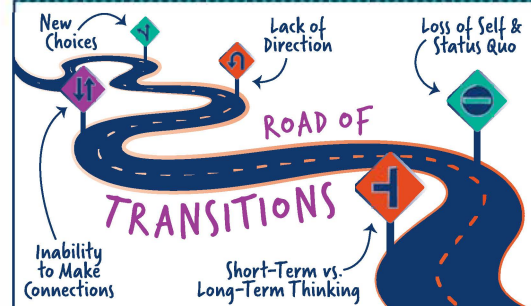 New
Choices
Lack of
Direction
Loss of Self &
Status Quo
ROAD OF
TRANSITIONS
Inability
to Make
Connections
Short-Term vs.
Long-Term Thinking